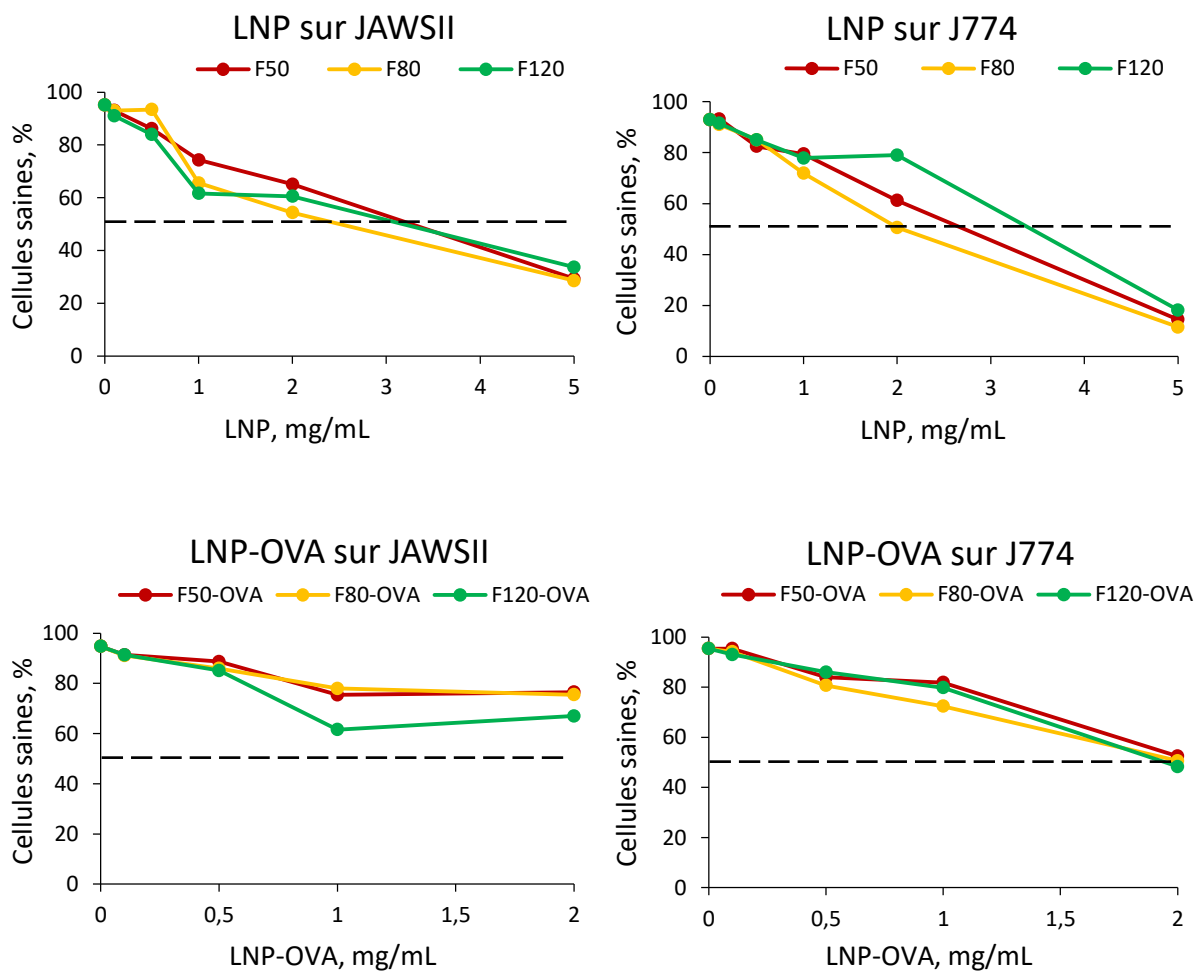 LNP sur JAWSII
F50 F80 F120
100
80
60
40
20
0
Cellules saines, %
0 1 2 3 4 5
LNP, mg/mL
LNP sur J774
F50 F80 F120
100
80
60
40
20
0
Cellules saines, %
0 1 2 3 4 5
LNP, mg/mL
LNP-OVA sur JAWSII
F50-OVA F80-OVA F120-OVA
100
80
60
40
20
0
Cellules saines, %
0 0,5 1 1,5 2
LNP-OVA, mg/mL
LNP-OVA sur J774
F50-OVA F80-OVA F120-OVA
100
80
60
40
20
0
Cellules saines, %
0 0,5 1 1,5 2
LNP-OVA, mg/mL